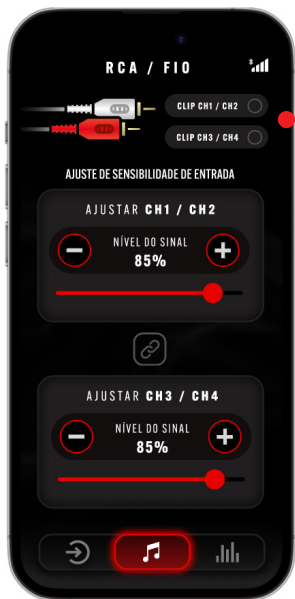 RCA / FIO
CLIP CH1 / CH2
CLIP CH3 / CH4
AJUSTE DE SENSIBILIDADE DE ENTRADA
AJUSTAR CH1 / CH2
NÍVEL DO SINAL
85%
AJUSTAR CH3 / CH4
NÍVEL DO SINAL
85%